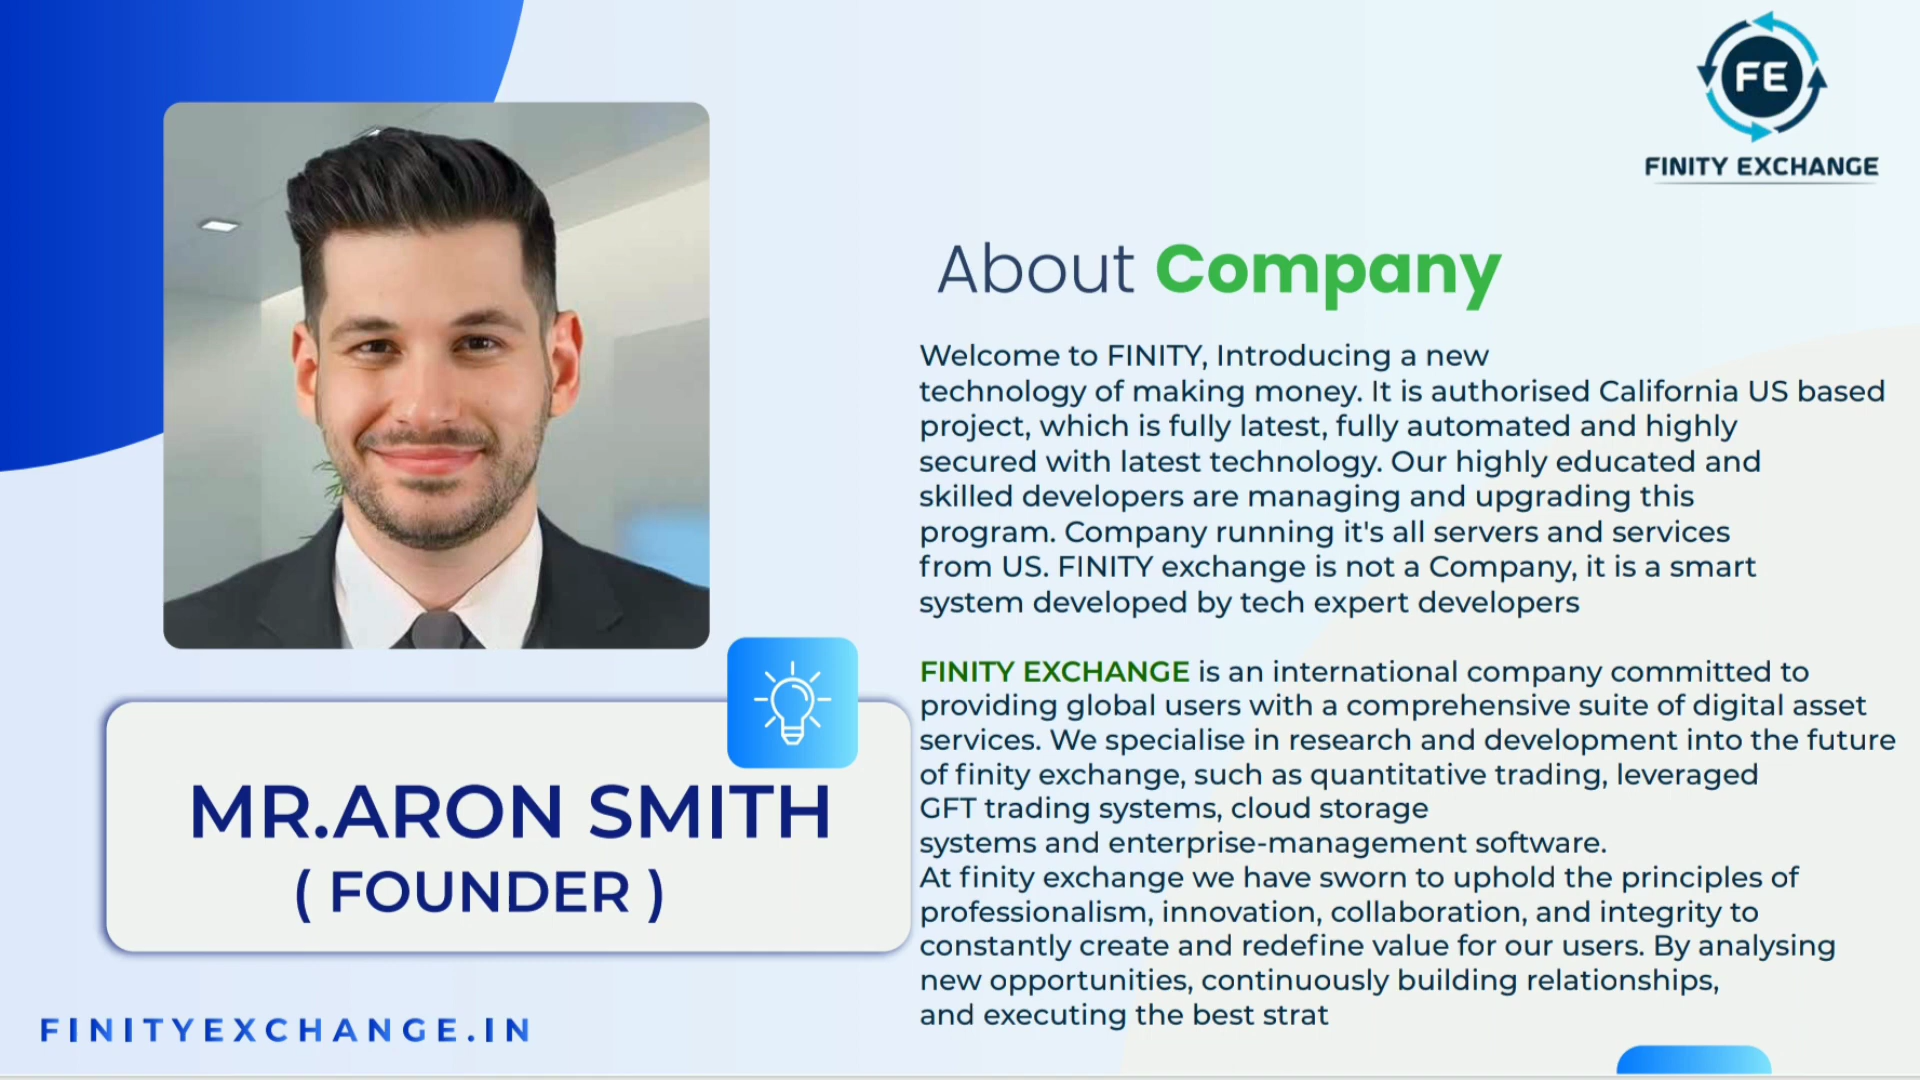 FE
FINITY EXCHANGE
About Company
Welcome to FINITY, Introducing a new
technology of making money. It is authorised California US based
project, which is fully latest, fully automated and highly
secured with latest technology. Our highly educated and
skilled developers are managing and upgrading this
program. Company running it's all servers and services
from US. FINITY exchange is not a Company, it is a smart
system developed by tech expert developers
FINITY EXCHANGE is an international company committed to
providing global users with a comprehensive suite of digital asset
services. We specialise in research and development into the future
of finity exchange, such as quantitative trading, leveraged
GFT trading systems, cloud storage
systems and enterprise-management software.
At finity exchange we have sworn to uphold the principles of
professionalism, innovation, collaboration, and integrity to
constantly create and redefine value for our users. By analysing
new opportunities, continuously building relationships,
and executing the best strat
MR.ARON SMITH
( FOUNDER )
FINITYEXCHANGE.IN